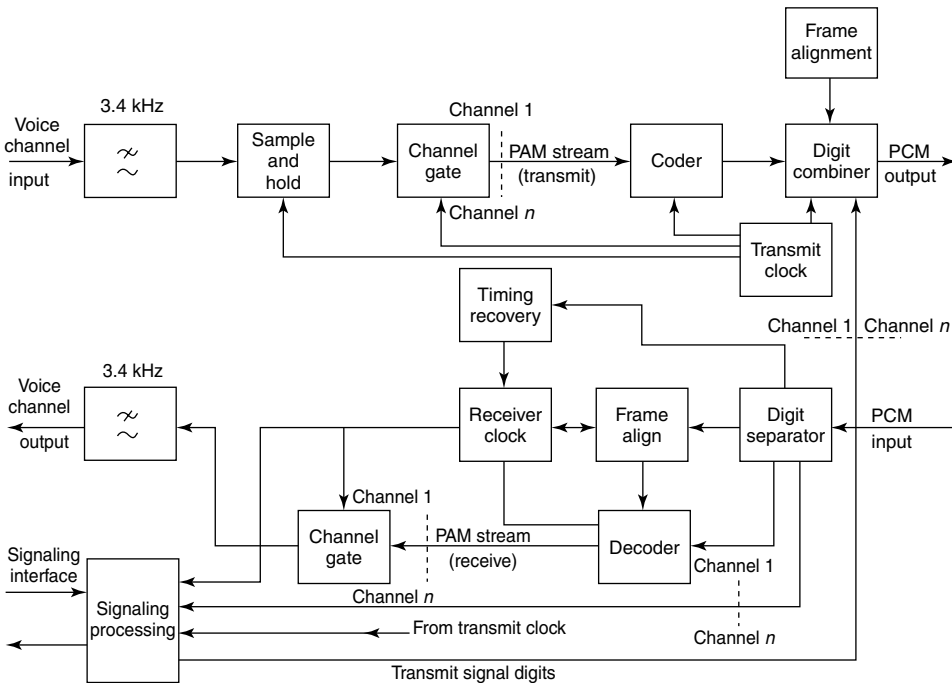 Frame
alignment
Voice
channel
input
3.4 kHz
Sample
and
hold
Channel
gate
Channel 1
PAM stream
(transmit)
Channel n
Coder
Digit
combiner
PCM
output
Transmit
clock
Timing
recovery
Channel 1
Channel n
Voice
channel
output
3.4 kHz
Receiver
clock
Frame
align
Digit
separator
PCM
input
Channel 1
Channel
gate
PAM stream
(receive)
Channel n
Decoder
Channel 1
Channel n
Signaling
interface
Signaling
processing
From transmit clock
Transmit signal digits